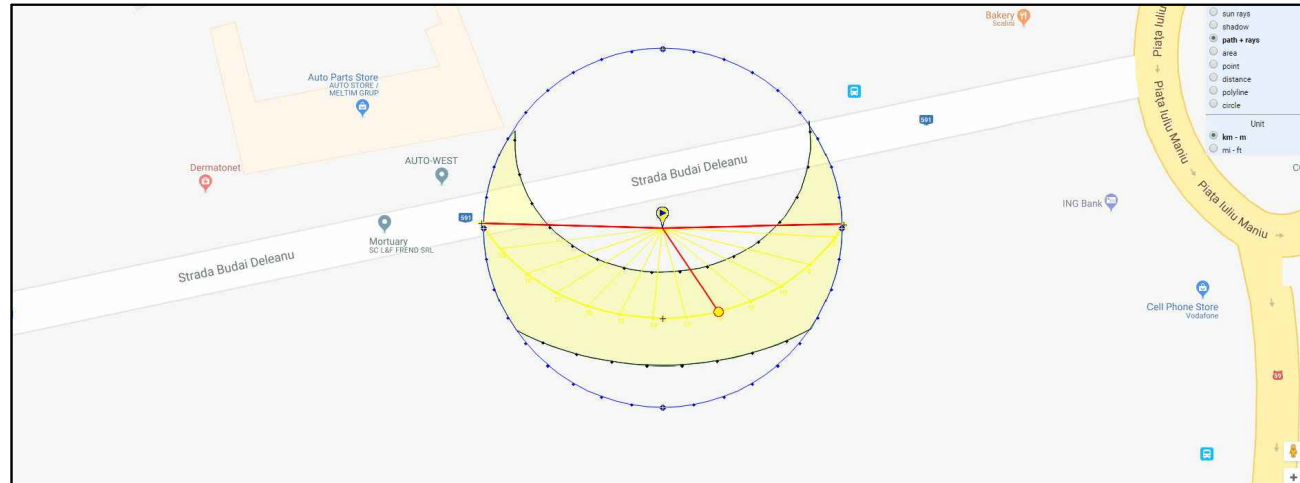 Bakery
Scalini
Auto Parts Store
AUTO STORE /
MELTIM GRUP
Dermatonet
AUTO-WEST
591
Mortuary
SC L&F FREND SRL
Strada Budai Deleanu
Strada Budai Deleanu
591
ING Bank
Cell Phone Store
Vodafone
59
Piața Iuliu
Piața Iuliu Maniu
Piața Iuliu Maniu
sun rays
shadow
path + rays
area
point
distance
polyline
circle
Unit
km - m
mi - ft